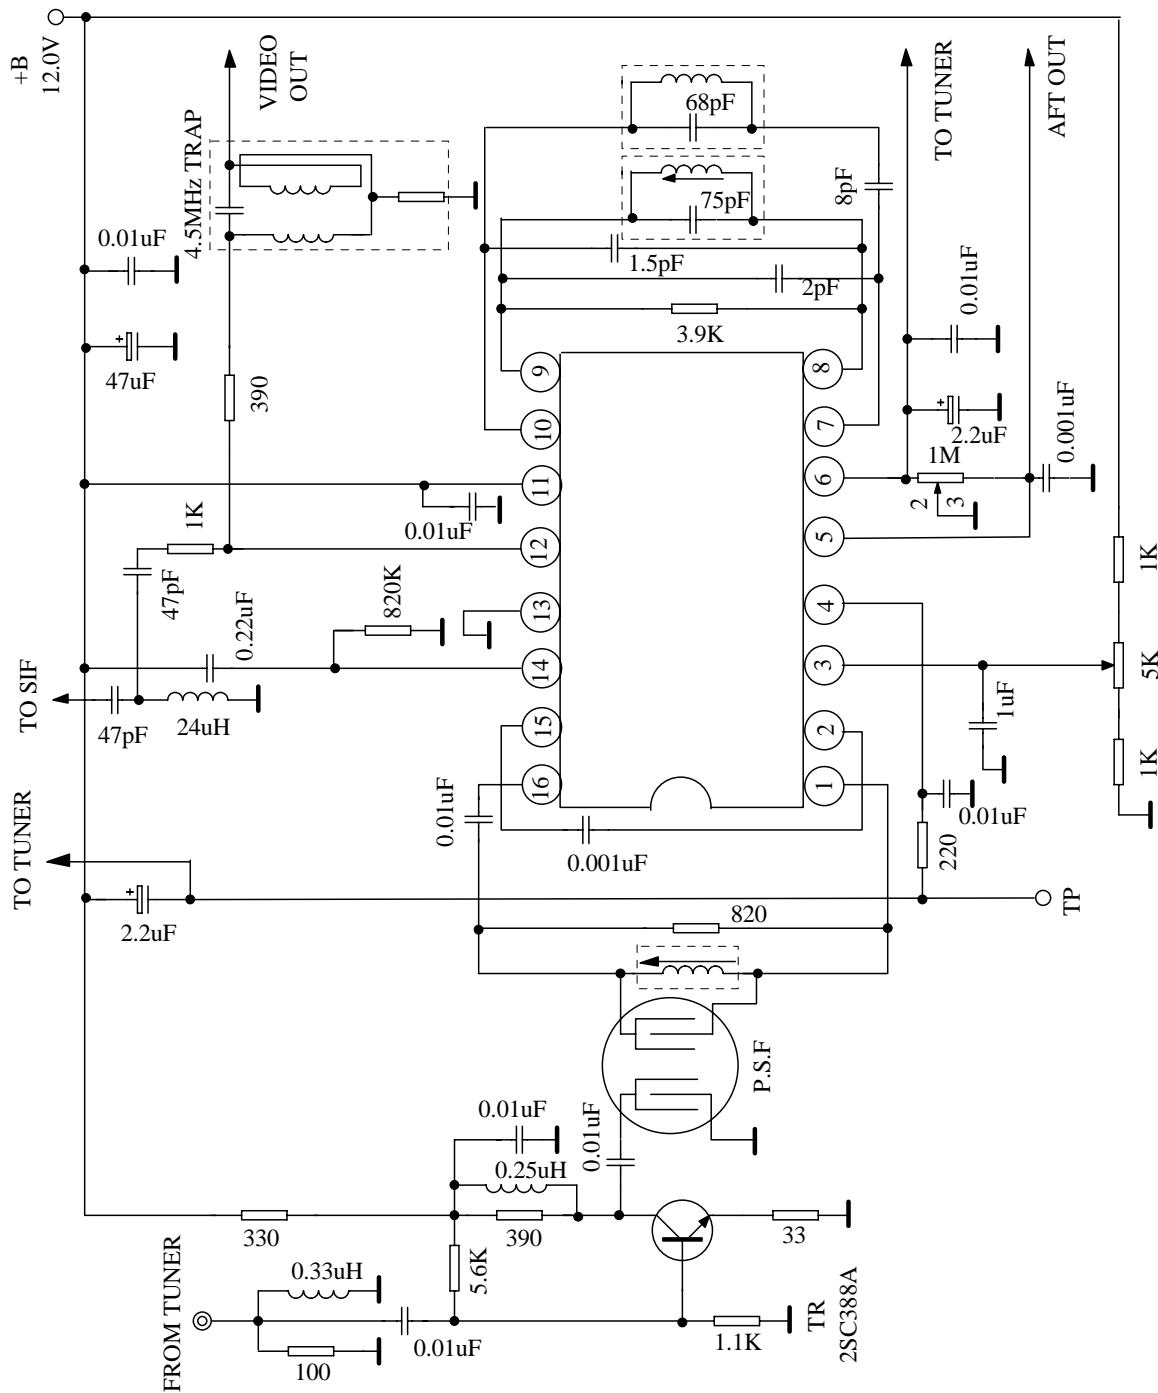 +B
12.0V
VIDEO
OUT
4.5MHz TRAP
0.01uF
+
47uF
390
1K
47pF
0.22uF
820K
0.01uF
TO SIF
47pF
24uH
TO TUNER
+
2.2uF
68pF
75pF
8pF
1.5pF
2pF
3.9K
TO TUNER
AFT OUT
0.01uF
+
2.2uF
1M
2
3
0.001uF
9
10
11
12
13
14
15
16
8
7
6
5
4
3
2
1
1K
5K
1K
1uF
0.01uF
220
TP
0.01uF
0.001uF
820
P.S.F
0.01uF
0.01uF
0.25uH
390
330
5.6K
33
FROM TUNER
0.33uH
100
0.01uF
1.1K
TR
2SC388A